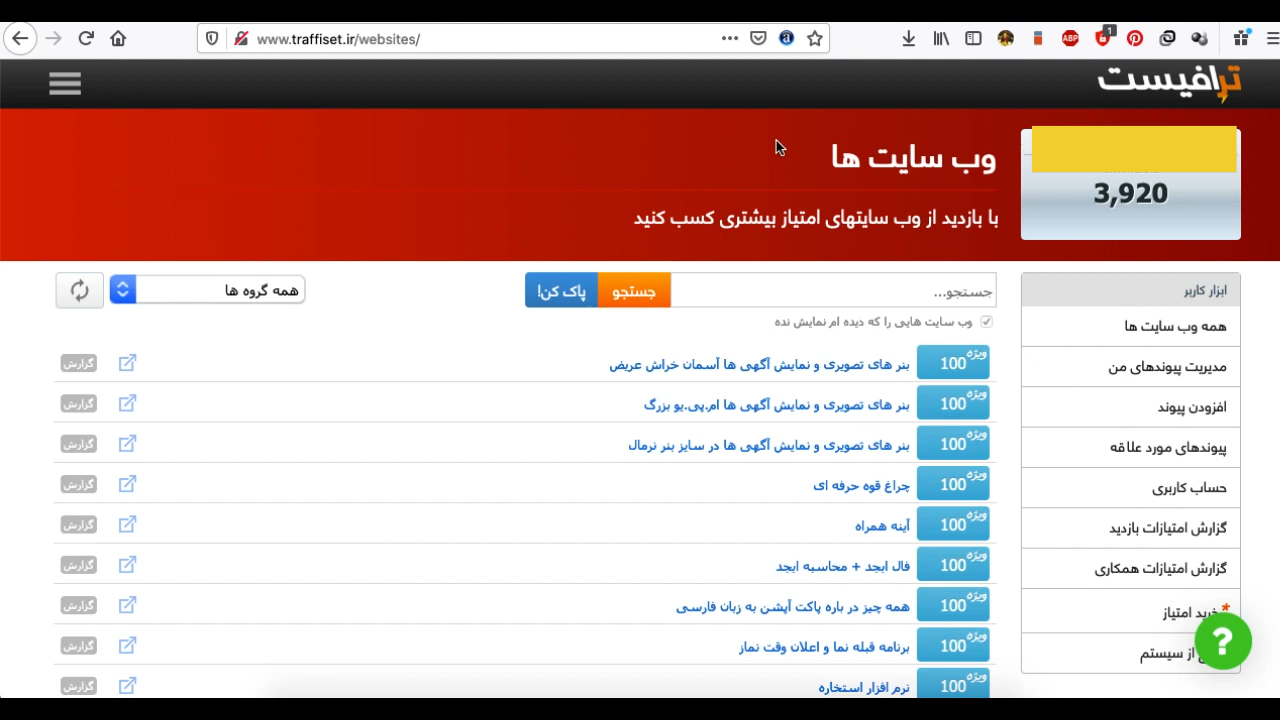 www.traffiset.ir/websites/
1
ترافیست
وب سایت ها
با بازدید از وب سایتهای امتیاز بیشتری کسب کنید
3,920
ابزار کاربر
همه وب سایت ها
مدیریت پیوندهای من
افزودن پیوند
پیوندهای مورد علاقه
حساب کاربری
گزارش امتیازات بازدید
گزارش امتیازات همکاری
خرید امتیاز *
از سیستم
?
جستجو...
جستجو
پاک کن!
همه گروه ها
وب سایت هایی را که دیده ام نمایش نده
ویژه 100 بنر های تصویری و نمایش آگهی ها آسمان خراش عریض گزارش
ویژه 100 بنر های تصویری و نمایش آگهی ها ام.پی.یو بزرگ گزارش
ویژه 100 بنر های تصویری و نمایش آگهی ها در سایز بنر نرمال گزارش
ویژه 100 چراغ قوه حرفه ای گزارش
ویژه 100 آینه همراه گزارش
ویژه 100 فال ابجد + محاسبه ابجد گزارش
ویژه 100 همه چیز در باره پاکت آپشن به زبان فارسی گزارش
ویژه 100 برنامه قبله نما و اعلان وقت نماز گزارش
ویژه 100 نرم افزار استخاره گزارش